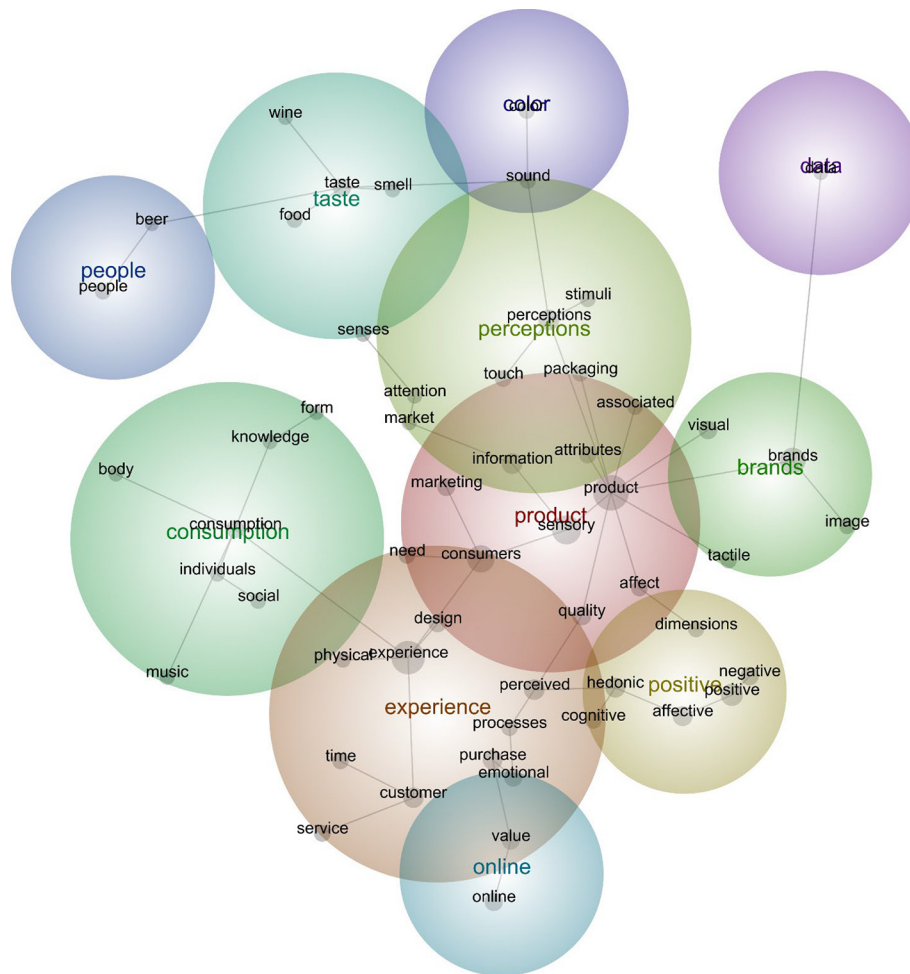 color
color
wine
data
data
taste
smell
sound
taste
food
beer
people
people
stimuli
perceptions
perceptions
senses
touch
packaging
attention
market
associated
form
knowledge
visual
attributes
brands
information
brands
body
marketing
product
product
sensory
consumption
consumption
image
need
consumers
tactile
individuals
affect
social
design
quality
dimensions
physical
experience
music
perceived
hedonic
negative
positive
positive
experience
cognitive
affective
processes
time
purchase
emotional
customer
service
value
online
online